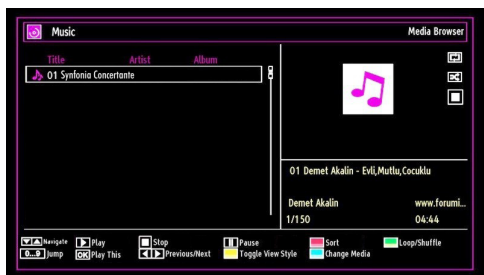 Music
Media Browser
Title Artist Album
01 Synfonia Concertante
01 Demet Akalin - Evli,Mutlu,Cocuklu
Demet Akalin www.forumi...
1/150 04:44
Navigate Play Stop Pause Sort Loop/Shuffle
0...9 Jump OK Play This Previous/Next Toggle View Style Change Media